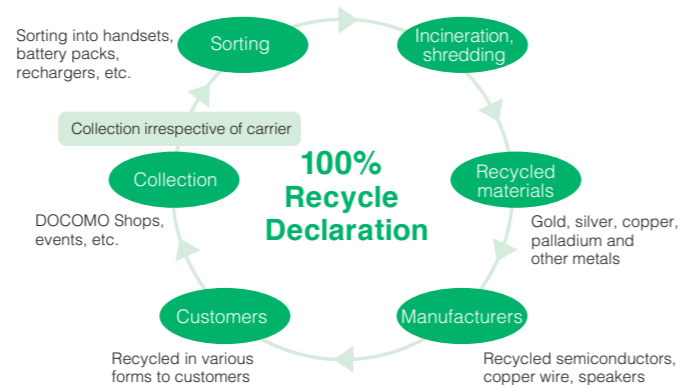 Sorting into handsets,
battery packs,
rechargers, etc.
Sorting
Incineration,
shredding
Collection irrespective of carrier
100%
Recycle
Declaration
Collection
DOCOMO Shops,
events, etc.
Recycled
materials
Gold, silver, copper,
palladium and
other metals
Customers
Recycled in various
forms to customers
Manufacturers
Recycled semiconductors,
copper wire, speakers